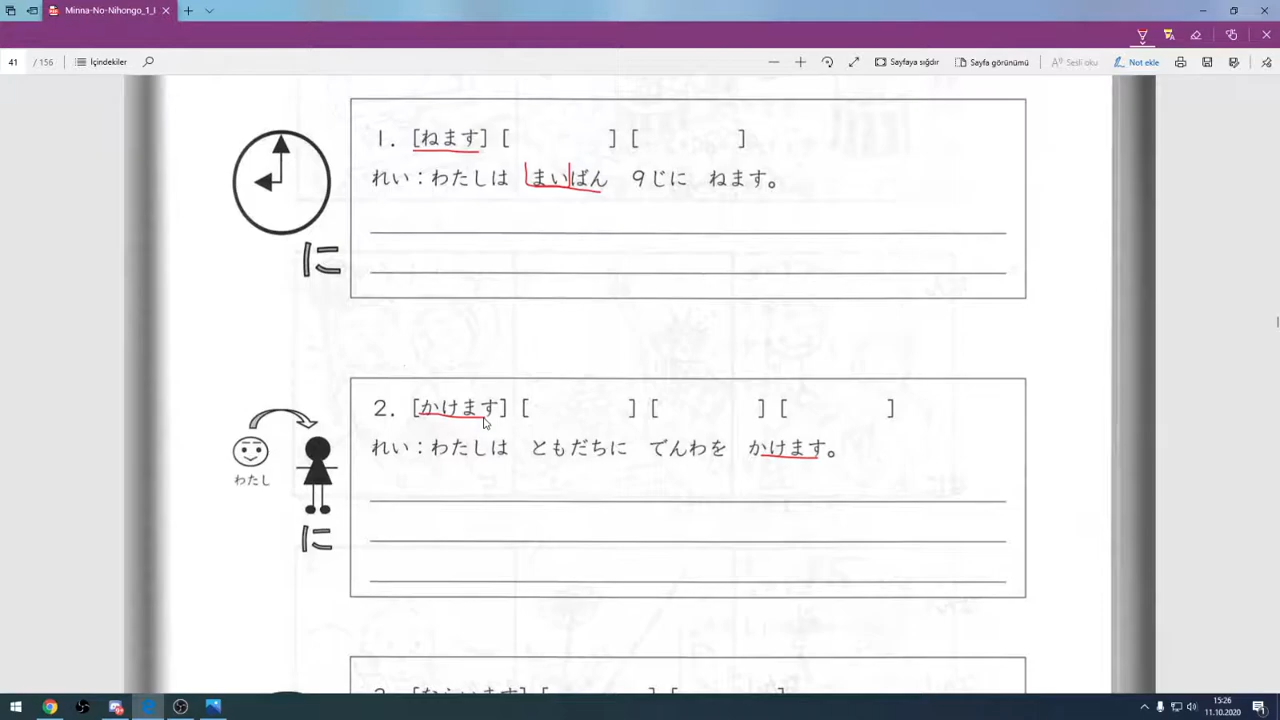 Minna-No-Nihongo_1_I
41 / 156
İçindekiler
Sayfaya sığdır
Sayfa görünümü
Sesli oku
Not ekle
1. [ねます] [ ] [ ]
れい：わたしは まいばん 9じに ねます。
に
2. [かけます] [ ] [ ] [ ]
れい：わたしは ともだちに でんわを かけます。
わたし
に
15:26
11.10.2020